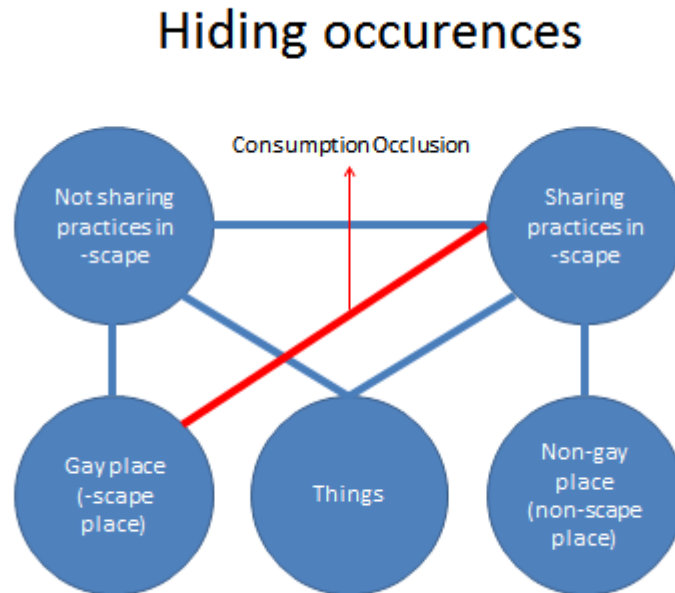 Hiding occurences
Consumption Occlusion
Not sharing
practices in
-scape
Sharing
practices in
-scape
Gay place
(-scape
place)
Things
Non-gay
place
(non-scape
place)